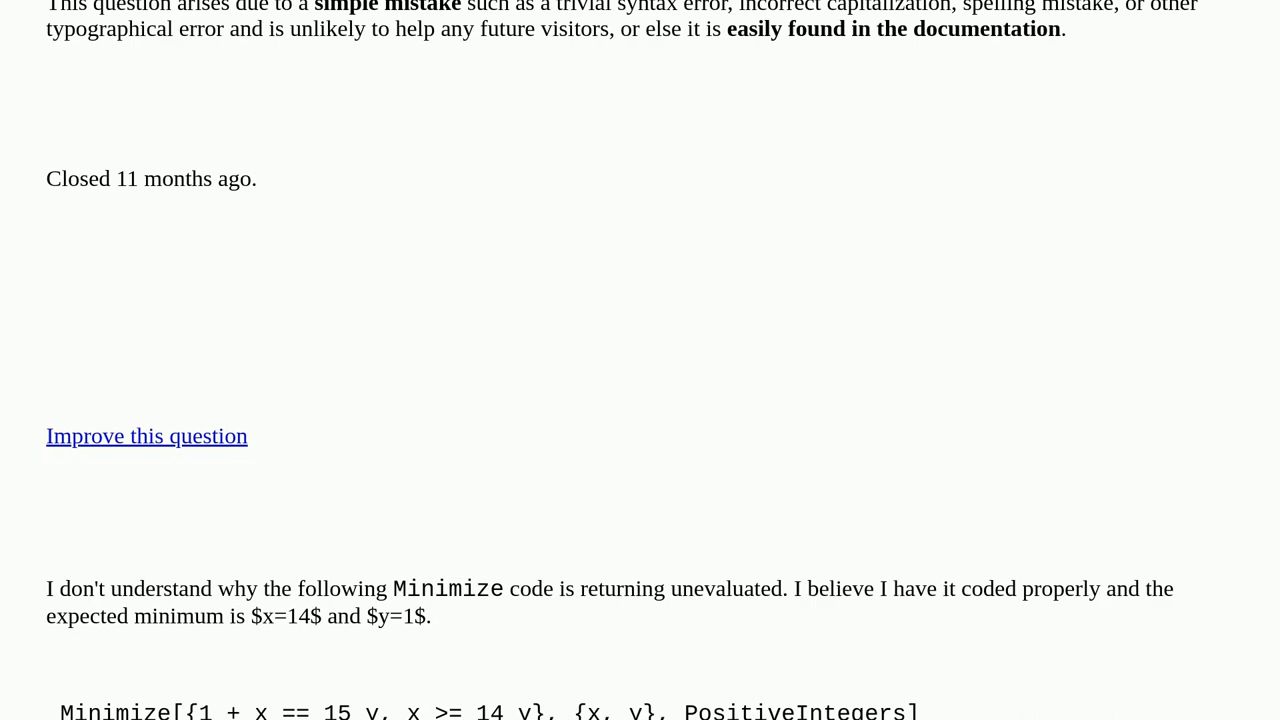 This question arises due to a simple mistake such as a trivial syntax error, incorrect capitalization, spelling mistake, or other
typographical error and is unlikely to help any future visitors, or else it is easily found in the documentation.
Closed 11 months ago.
Improve this question
I don't understand why the following Minimize code is returning unevaluated. I believe I have it coded properly and the
expected minimum is $x=14$ and $y=1$.
Minimize[{1 + x == 15 y, x >= 14 y}, {x, y}, PositiveIntegers]